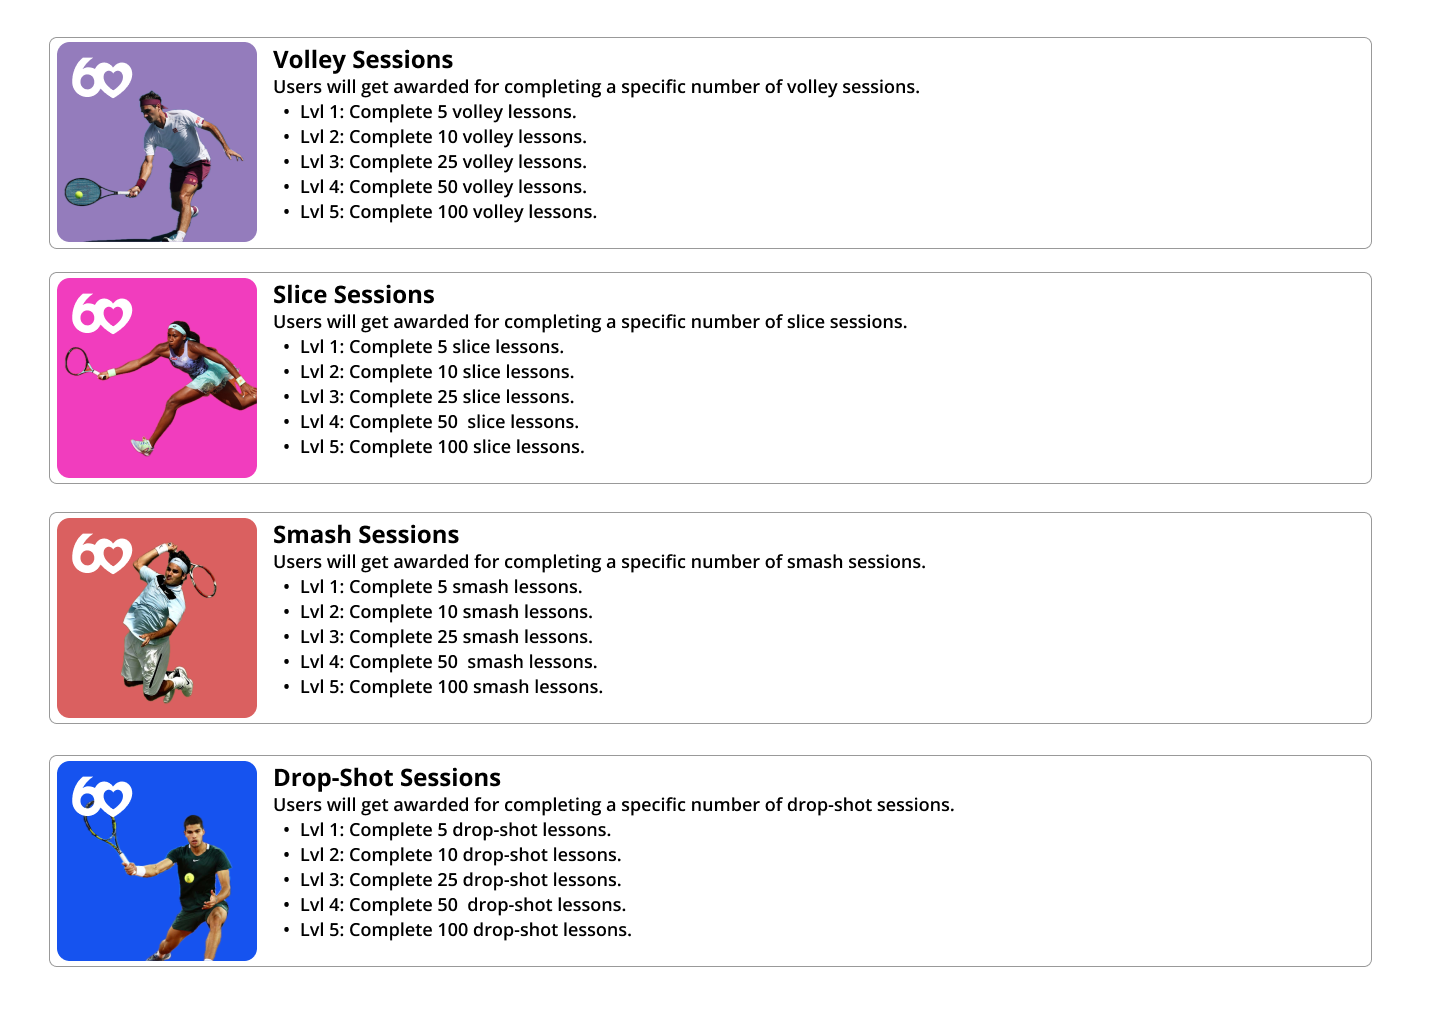 60
Volley Sessions
Users will get awarded for completing a specific number of volley sessions.
• Lvl 1: Complete 5 volley lessons.
• Lvl 2: Complete 10 volley lessons.
• Lvl 3: Complete 25 volley lessons.
• Lvl 4: Complete 50 volley lessons.
• Lvl 5: Complete 100 volley lessons.
60
Slice Sessions
Users will get awarded for completing a specific number of slice sessions.
• Lvl 1: Complete 5 slice lessons.
• Lvl 2: Complete 10 slice lessons.
• Lvl 3: Complete 25 slice lessons.
• Lvl 4: Complete 50  slice lessons.
• Lvl 5: Complete 100 slice lessons.
60
Smash Sessions
Users will get awarded for completing a specific number of smash sessions.
• Lvl 1: Complete 5 smash lessons.
• Lvl 2: Complete 10 smash lessons.
• Lvl 3: Complete 25 smash lessons.
• Lvl 4: Complete 50  smash lessons.
• Lvl 5: Complete 100 smash lessons.
60
Drop-Shot Sessions
Users will get awarded for completing a specific number of drop-shot sessions.
• Lvl 1: Complete 5 drop-shot lessons.
• Lvl 2: Complete 10 drop-shot lessons.
• Lvl 3: Complete 25 drop-shot lessons.
• Lvl 4: Complete 50  drop-shot lessons.
• Lvl 5: Complete 100 drop-shot lessons.